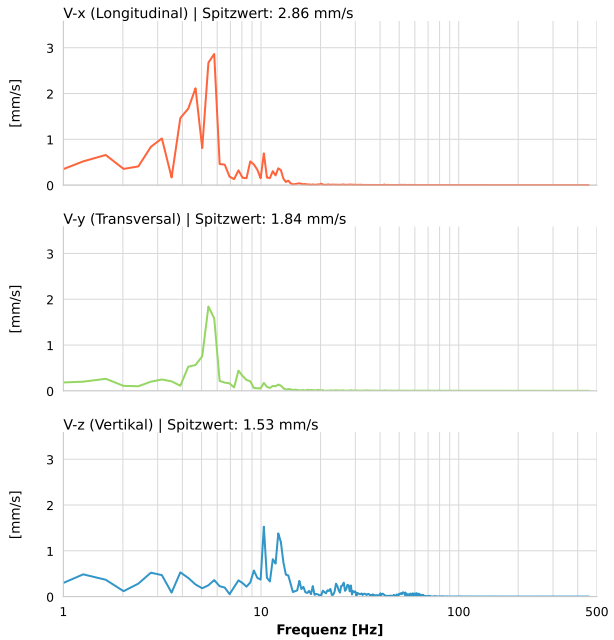 V-x (Longitudinal) | Spitzwert: 2.86 mm/s
3
2
1
0
[mm/s]
V-y (Transversal) | Spitzwert: 1.84 mm/s
3
2
1
0
[mm/s]
V-z (Vertikal) | Spitzwert: 1.53 mm/s
3
2
1
0
[mm/s]
1 10 100 500
Frequenz [Hz]